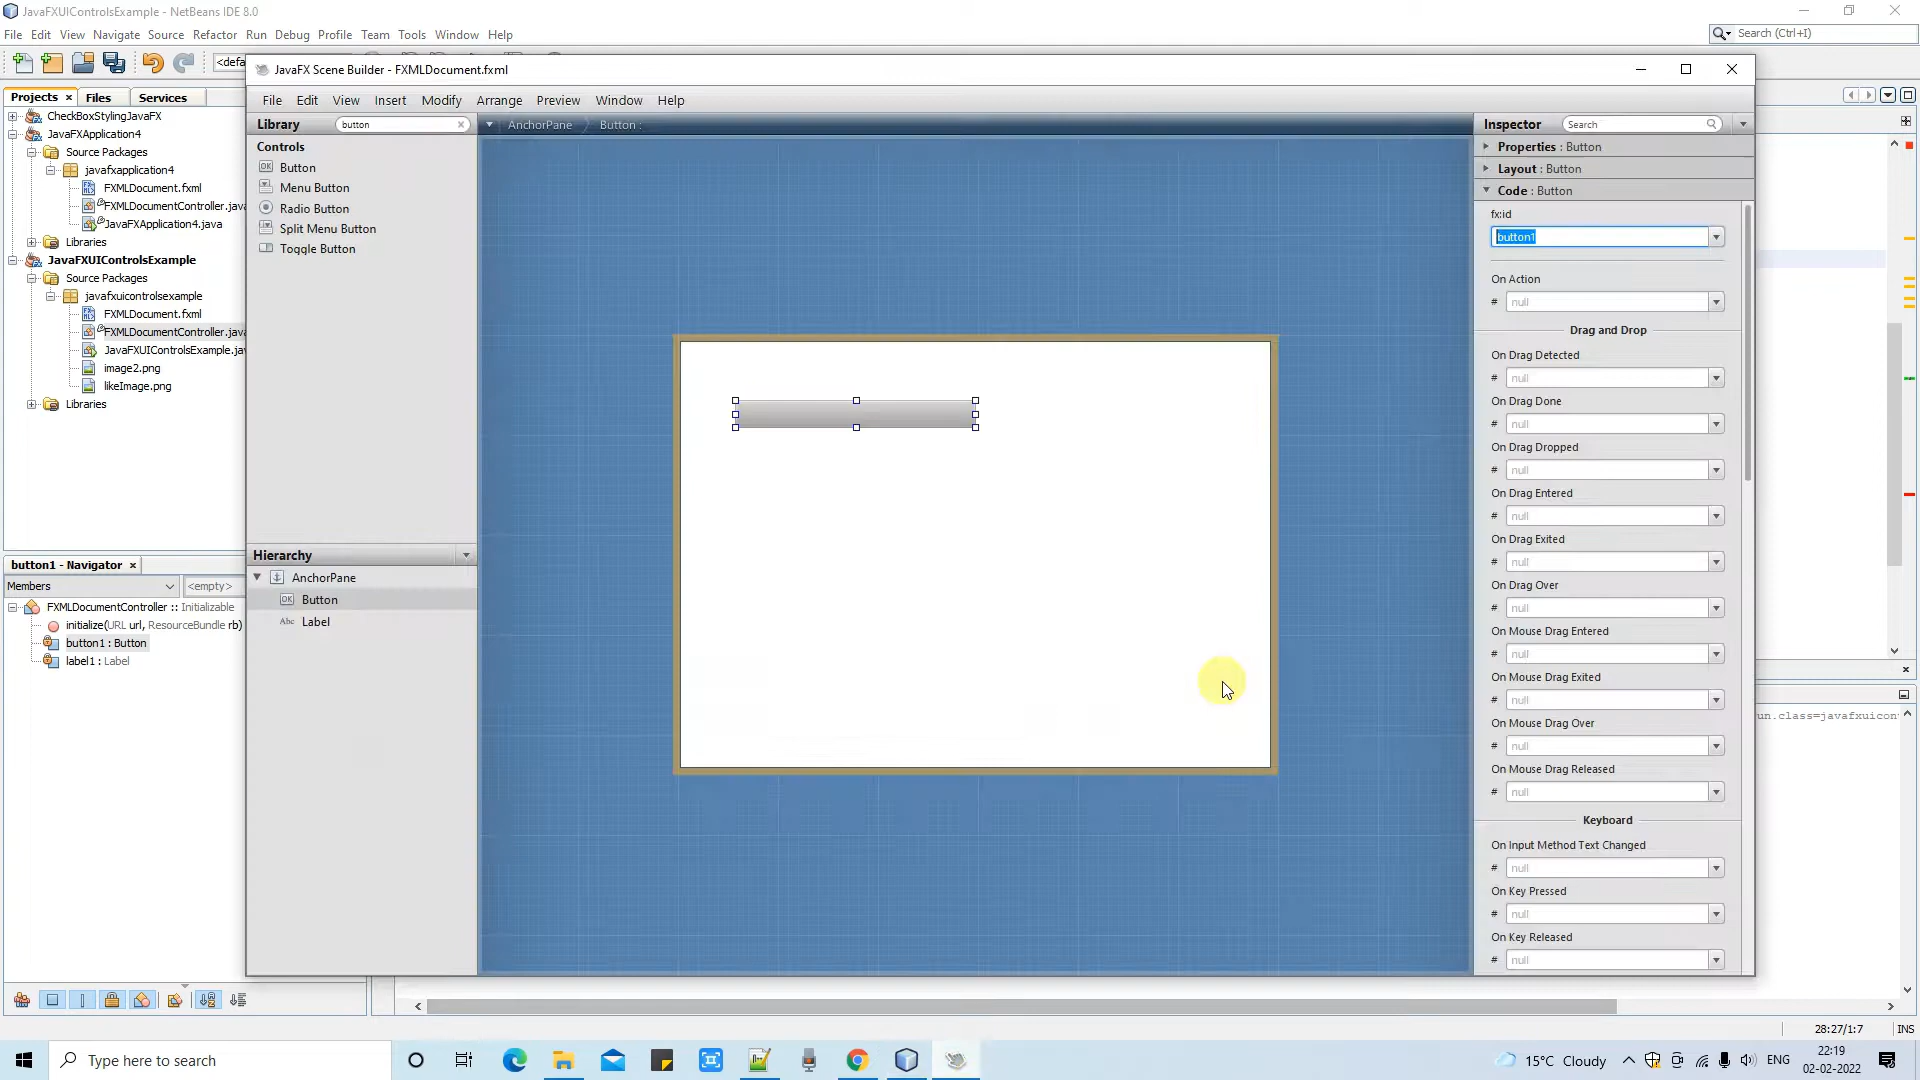 JavaFXUIControlsExample - NetBeans IDE 8.0
File Edit View Navigate Source Refactor Run Debug Profile Team Tools Window Help
Search (Ctrl+I)
<defa
JavaFX Scene Builder - FXMLDocument.fxml
File Edit View Insert Modify Arrange Preview Window Help
Projects Files Services
CheckBoxStylingJavaFX
JavaFXApplication4
Source Packages
javafxapplication4
FXMLDocument.fxml
FXMLDocumentController.java
JavaFXApplication4.java
Libraries
JavaFXUIControlsExample
Source Packages
javafxuicontrolsexample
FXMLDocument.fxml
FXMLDocumentController.java
JavaFXUIControlsExample.jav
image2.png
likeImage.png
Libraries
button1 - Navigator
Members <empty>
FXMLDocumentController :: Initializable
initialize(URL url, ResourceBundle rb)
button1 : Button
label1 : Label
Library button
Controls
OK Button
Menu Button
Radio Button
Split Menu Button
Toggle Button
Hierarchy
AnchorPane
OK Button
Abc Label
AnchorPane Button :
Inspector Search
Properties : Button
Layout : Button
Code : Button
fx:id
button1
On Action
# null
Drag and Drop
On Drag Detected
# null
On Drag Done
# null
On Drag Dropped
# null
On Drag Entered
# null
On Drag Exited
# null
On Drag Over
# null
On Mouse Drag Entered
# null
On Mouse Drag Exited
# null
On Mouse Drag Over
# null
On Mouse Drag Released
# null
Keyboard
On Input Method Text Changed
# null
On Key Pressed
# null
On Key Released
# null
un.class=javafxuicon
28:27/1:7 INS
Type here to search
15°C Cloudy
ENG
22:19
02-02-2022